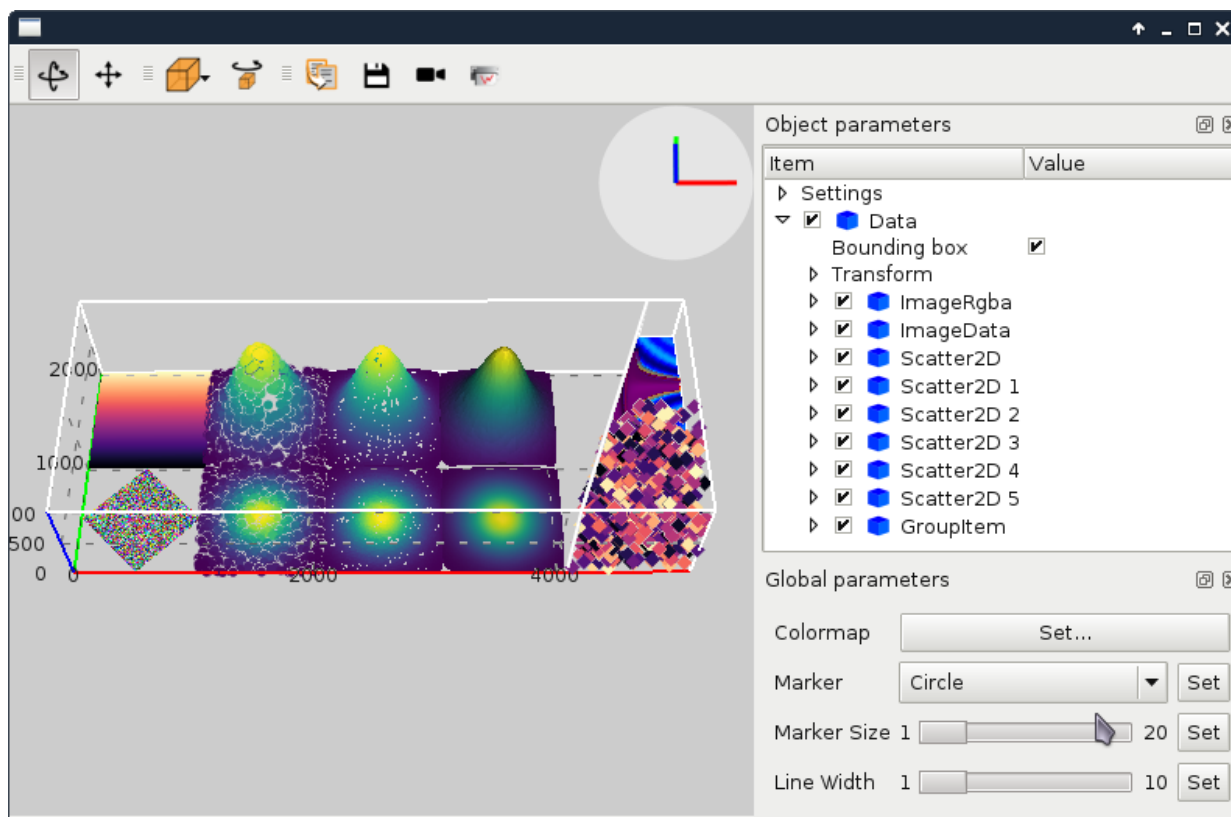 Object parameters
Item Value
Settings
Data
Bounding box
Transform
ImageRgba
ImageData
Scatter2D
Scatter2D 1
Scatter2D 2
Scatter2D 3
Scatter2D 4
Scatter2D 5
GroupItem
2000
1000
00
500
0 0 2000 4000
Global parameters
Colormap Set...
Marker Circle Set
Marker Size 1 20 Set
Line Width 1 10 Set